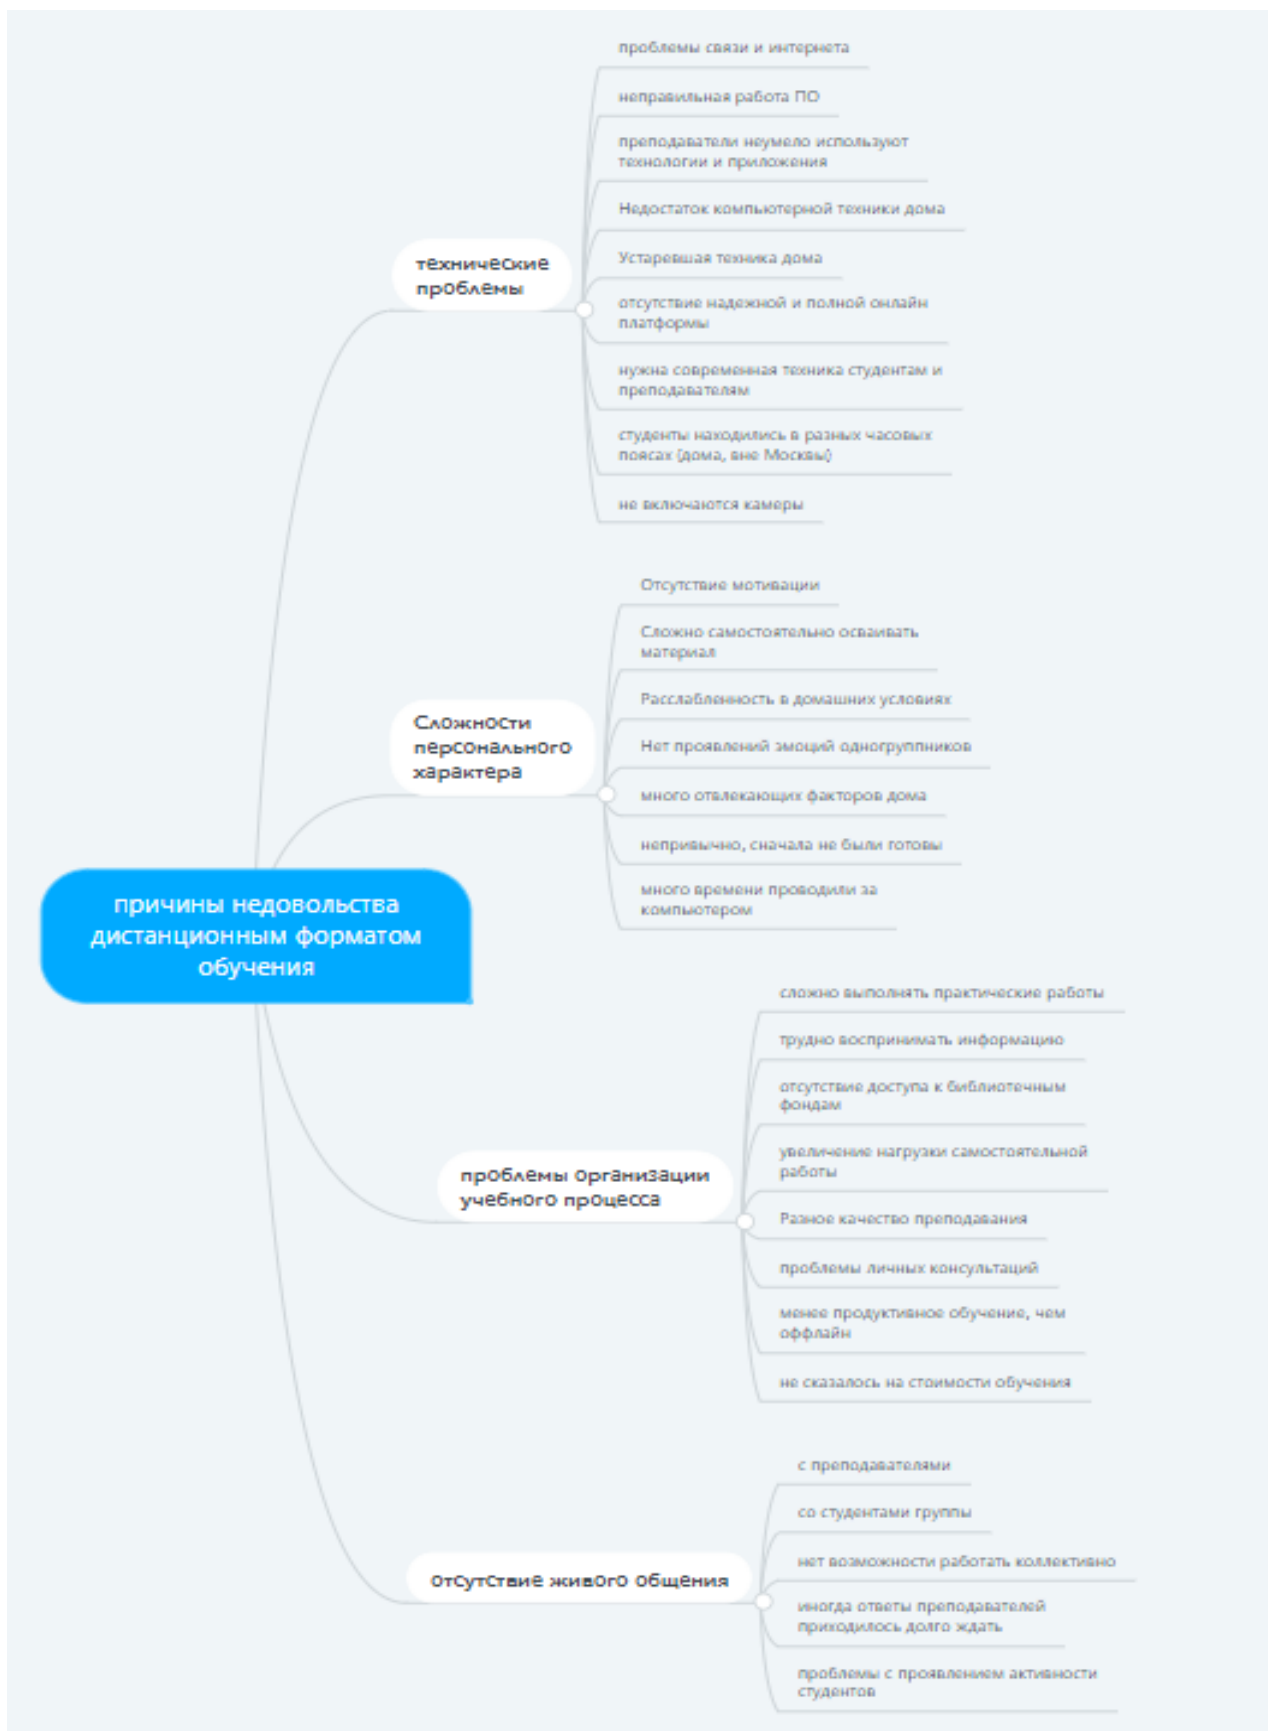 проблемы связи и интернета
неправильная работа ПО
преподаватели неумело используют
технологии и приложения
Недостаток компьютерной техники дома
Устаревшая техника дома
отсутствие надежной и полной онлайн
платформы
нужна современная техника студентам и
преподавателям
студенты находились в разных часовых
поясах (дома, вне Москвы)
не включаются камеры
технические
проблемы
Отсутствие мотивации
Сложно самостоятельно осваивать
материал
Расслабленность в домашних условиях
Нет проявлений эмоций одногруппников
много отвлекающих факторов дома
непривычно, сначала не были готовы
много времени проводили за
компьютером
Сложности
персонального
характера
причины недовольства
дистанционным форматом
обучения
сложно выполнять практические работы
трудно воспринимать информацию
отсутствие доступа к библиотечным
фондам
увеличение нагрузки самостоятельной
работы
Разное качество преподавания
проблемы личных консультаций
менее продуктивное обучение, чем
оффлайн
не сказалось на стоимости обучения
проблемы организации
учебного процесса
с преподавателями
со студентами группы
нет возможности работать коллективно
иногда ответы преподавателей
приходилось долго ждать
проблемы с проявлением активности
студентов
отсутствие живого общения